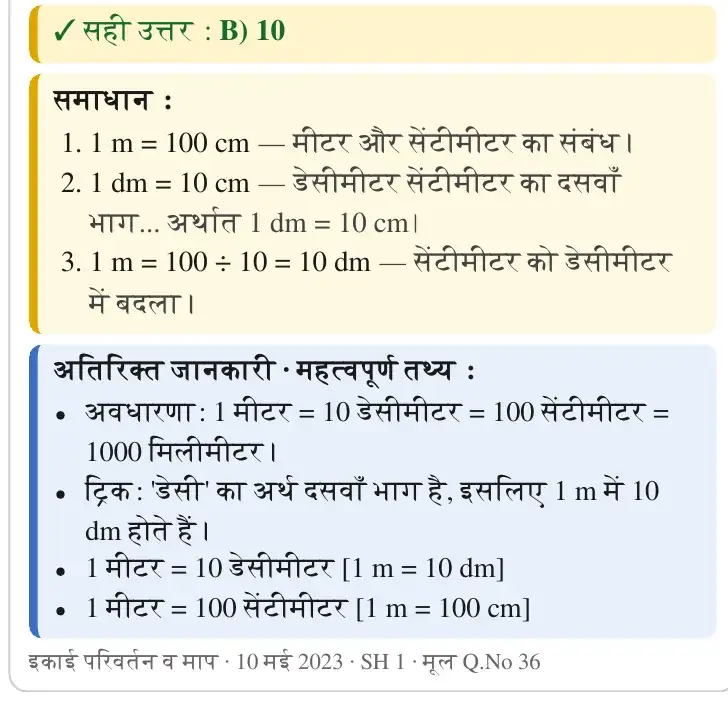 ✓ सही उत्तर : B) 10
समाधान :
1. 1 m = 100 cm — मीटर और सेंटीमीटर का संबंध।
2. 1 dm = 10 cm — डेसीमीटर सेंटीमीटर का दसवाँ
भाग... अर्थात 1 dm = 10 cm।
3. 1 m = 100 ÷ 10 = 10 dm — सेंटीमीटर को डेसीमीटर
में बदला।
अतिरिक्त जानकारी · महत्वपूर्ण तथ्य :
• अवधारणा : 1 मीटर = 10 डेसीमीटर = 100 सेंटीमीटर =
1000 मिलीमीटर।
• ट्रिक : 'डेसी' का अर्थ दसवाँ भाग है, इसलिए 1 m में 10
dm होते हैं।
• 1 मीटर = 10 डेसीमीटर [1 m = 10 dm]
• 1 मीटर = 100 सेंटीमीटर [1 m = 100 cm]
इकाई परिवर्तन व माप · 10 मई 2023 · SH 1 · मूल Q.No 36